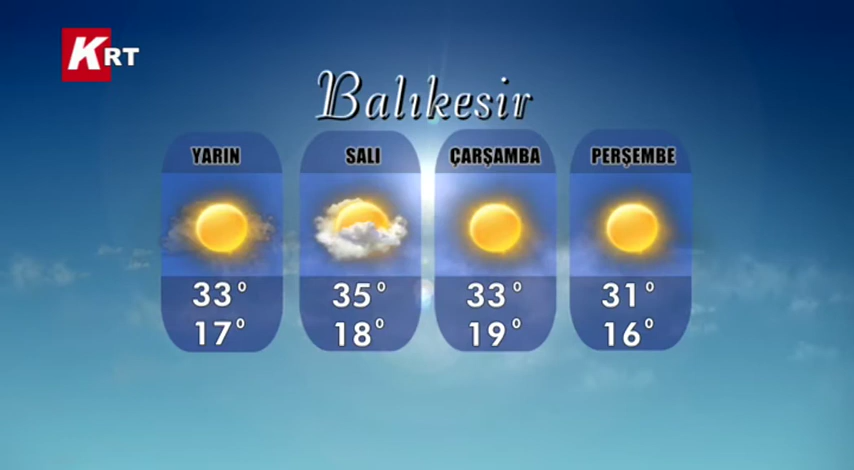 KRT
Balıkesir
YARIN SALI ÇARŞAMBA PERŞEMBE
33° 35° 33° 31°
17° 18° 19° 16°